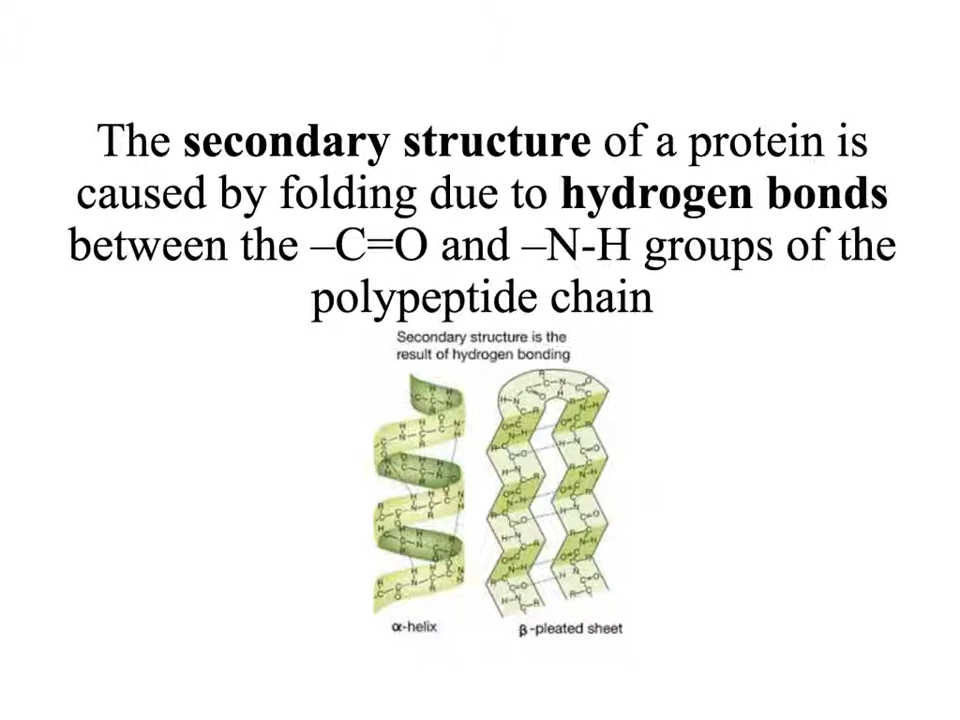 The secondary structure of a protein is
caused by folding due to hydrogen bonds
between the –C=O and –N-H groups of the
polypeptide chain
Secondary structure is the
result of hydrogen bonding
α-helix
β-pleated sheet